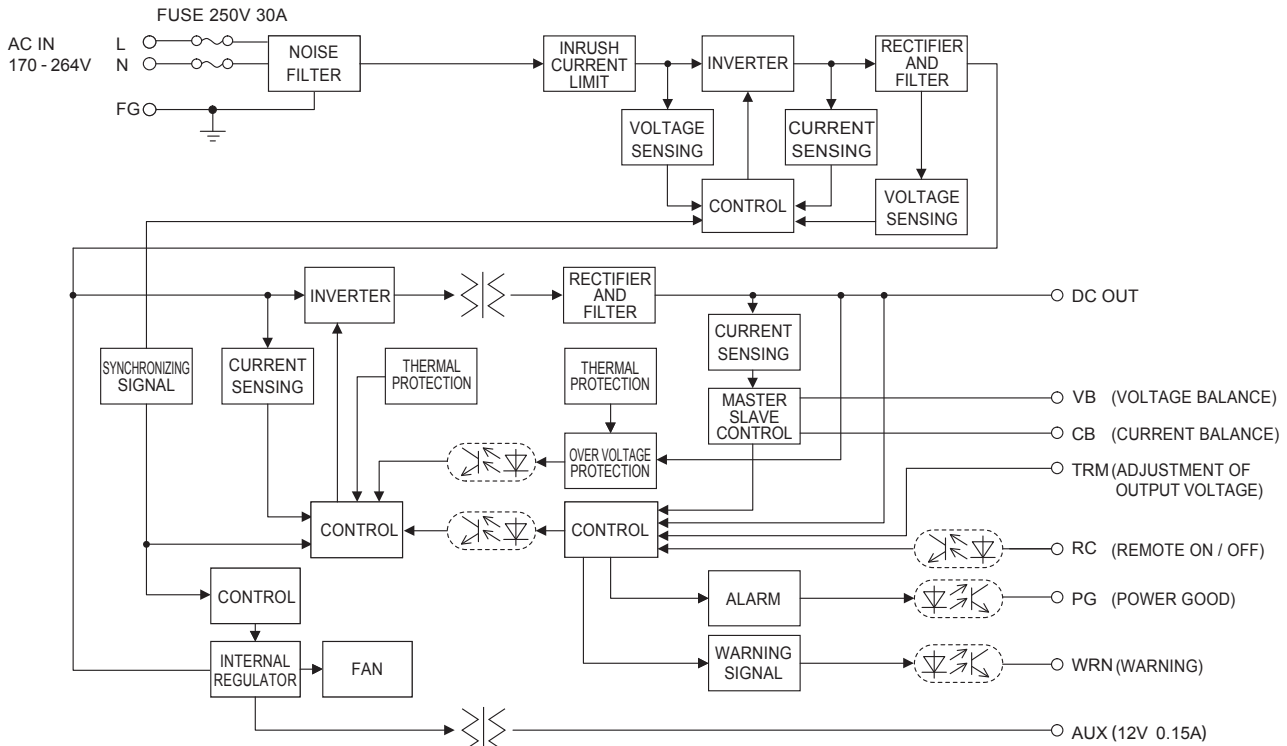 FUSE 250V 30A
AC IN
170 - 264V
L
N
FG
NOISE
FILTER
INRUSH
CURRENT
LIMIT
INVERTER
RECTIFIER
AND
FILTER
VOLTAGE
SENSING
CURRENT
SENSING
CONTROL
VOLTAGE
SENSING
INVERTER
RECTIFIER
AND
FILTER
DC OUT
SYNCHRONIZING
SIGNAL
CURRENT
SENSING
THERMAL
PROTECTION
THERMAL
PROTECTION
CURRENT
SENSING
MASTER
SLAVE
CONTROL
VB (VOLTAGE BALANCE)
CB (CURRENT BALANCE)
OVER VOLTAGE
PROTECTION
TRM (ADJUSTMENT OF
OUTPUT VOLTAGE)
CONTROL
CONTROL
RC (REMOTE ON / OFF)
CONTROL
ALARM
PG (POWER GOOD)
INTERNAL
REGULATOR
FAN
WARNING
SIGNAL
WRN (WARNING)
AUX (12V 0.15A)